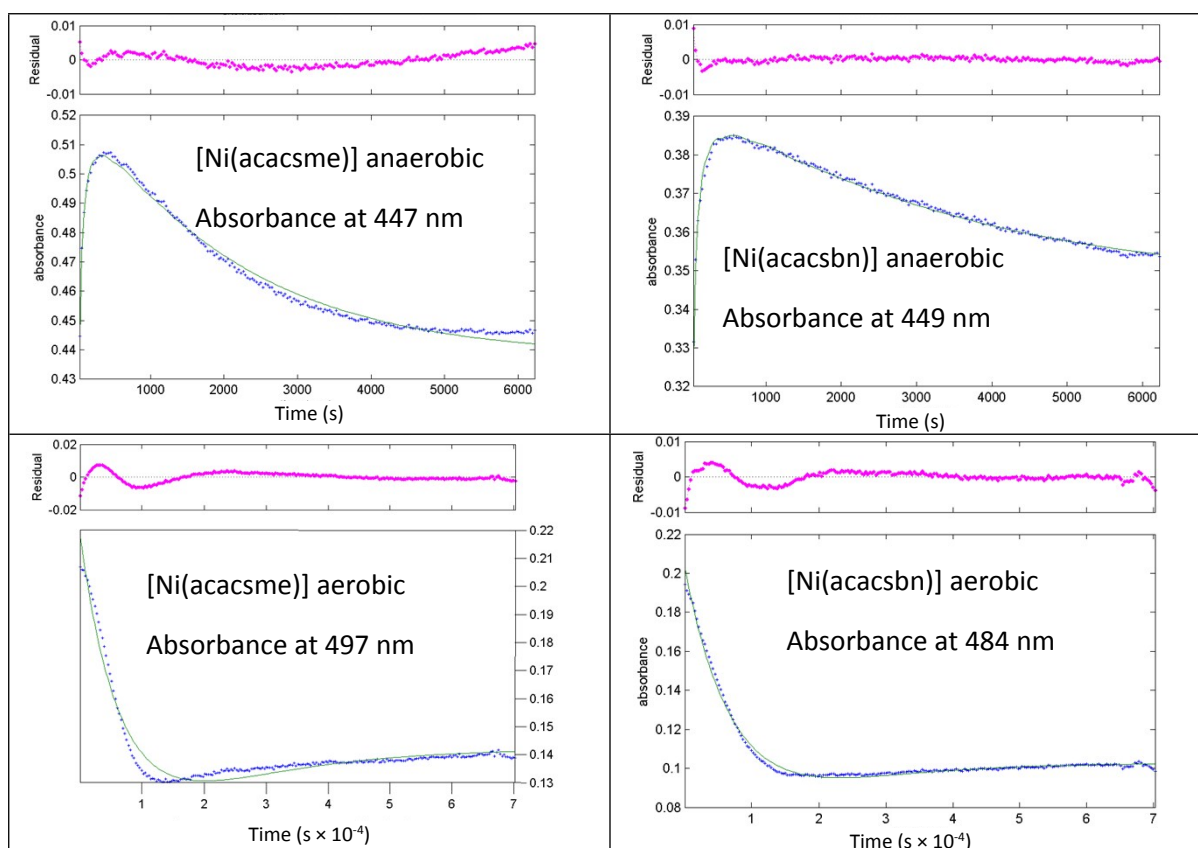 0.01
0
-0.01
Residual
0.52
0.51
0.5
0.49
0.48
0.47
0.46
0.45
0.44
0.43
absorbance
[Ni(acacsme)] anaerobic
Absorbance at 447 nm
1000 2000 3000 4000 5000 6000
Time (s)
0.01
0
-0.01
Residual
0.39
0.38
0.37
0.36
0.35
0.34
0.33
0.32
absorbance
[Ni(acacsbn)] anaerobic
Absorbance at 449 nm
1000 2000 3000 4000 5000 6000
Time (s)
0.02
0
-0.02
Residual
0.22
0.21
0.2
0.19
0.18
0.17
0.16
0.15
0.14
0.13
[Ni(acacsme)] aerobic
Absorbance at 497 nm
1 2 3 4 5 6 7
Time (s × 10⁻⁴)
0.01
0
-0.01
Residual
0.22
0.2
0.18
0.16
0.14
0.12
0.1
0.08
absorbance
[Ni(acacsbn)] aerobic
Absorbance at 484 nm
1 2 3 4 5 6 7
Time (s × 10⁻⁴)